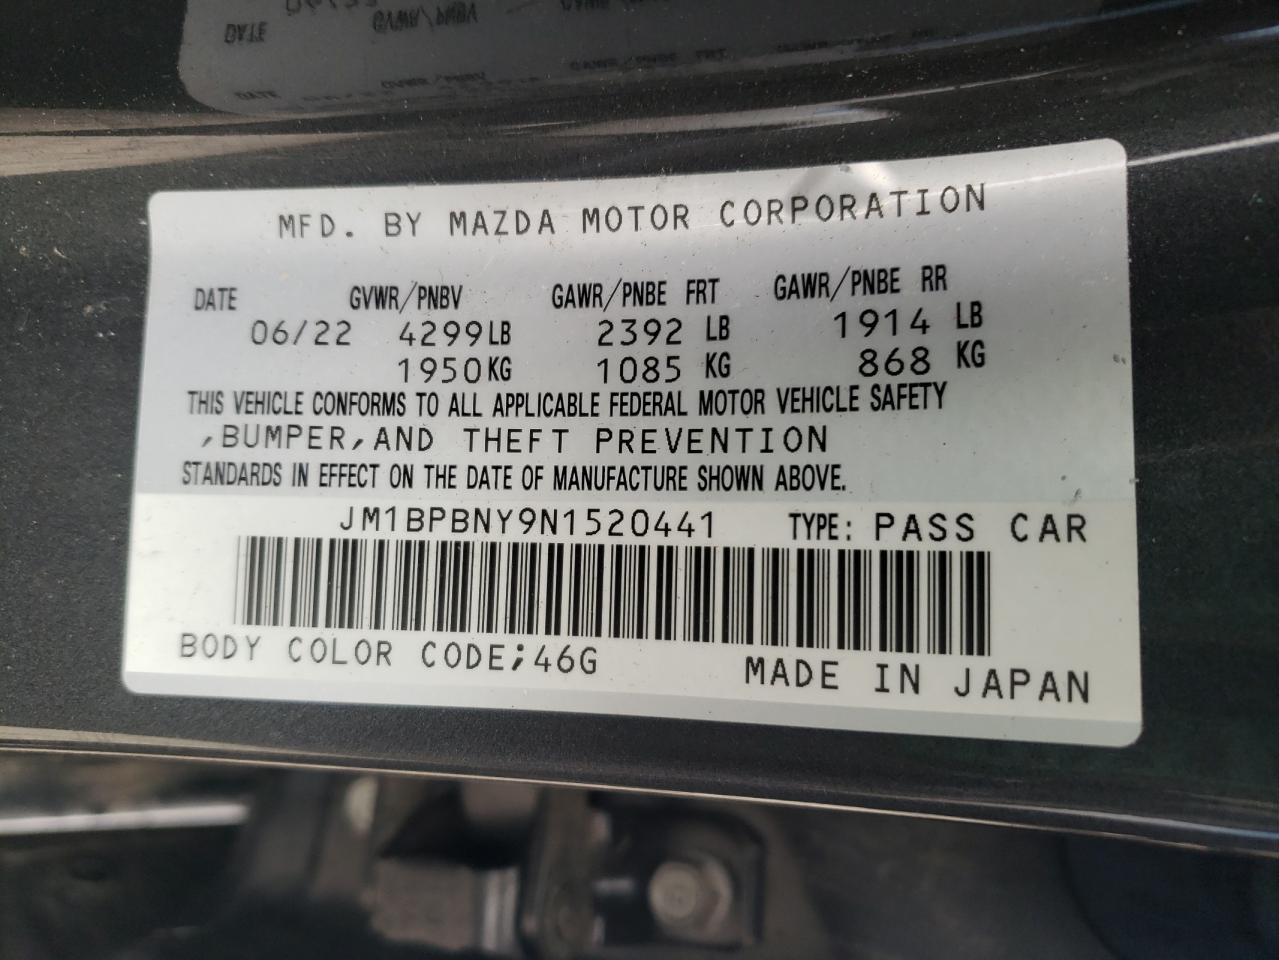 MFD. BY MAZDA MOTOR CORPORATION
DATE GVWR/PNBV GAWR/PNBE FRT GAWR/PNBE RR
06/22 4299LB 2392 LB 1914 LB
1950KG 1085 KG 868 KG
THIS VEHICLE CONFORMS TO ALL APPLICABLE FEDERAL MOTOR VEHICLE SAFETY
,BUMPER,AND THEFT PREVENTION
STANDARDS IN EFFECT ON THE DATE OF MANUFACTURE SHOWN ABOVE.
JM1BPBNY9N1520441 TYPE: PASS CAR
BODY COLOR CODE;46G MADE IN JAPAN